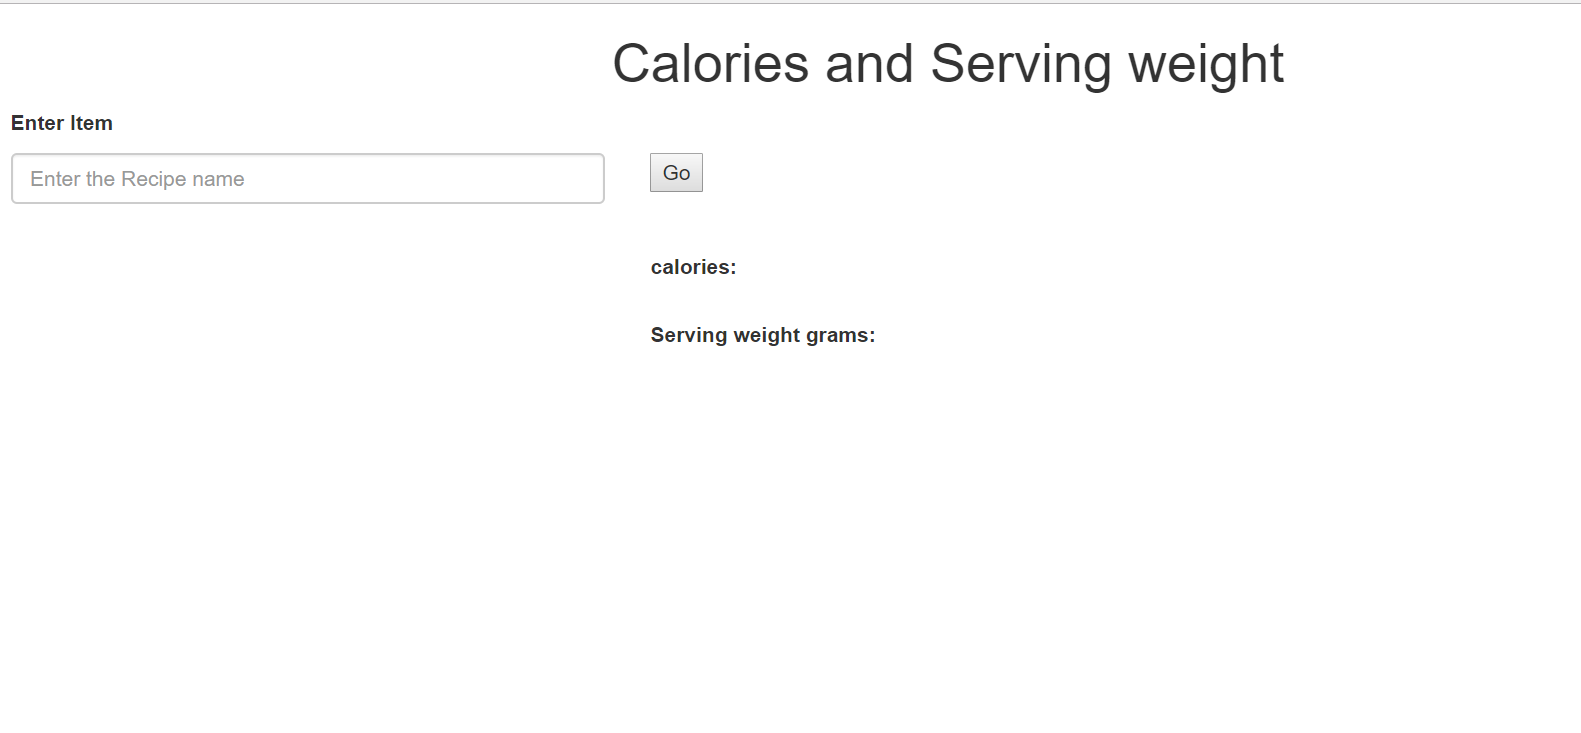 Calories and Serving weight
Enter Item
Enter the Recipe name
Go
calories:
Serving weight grams: